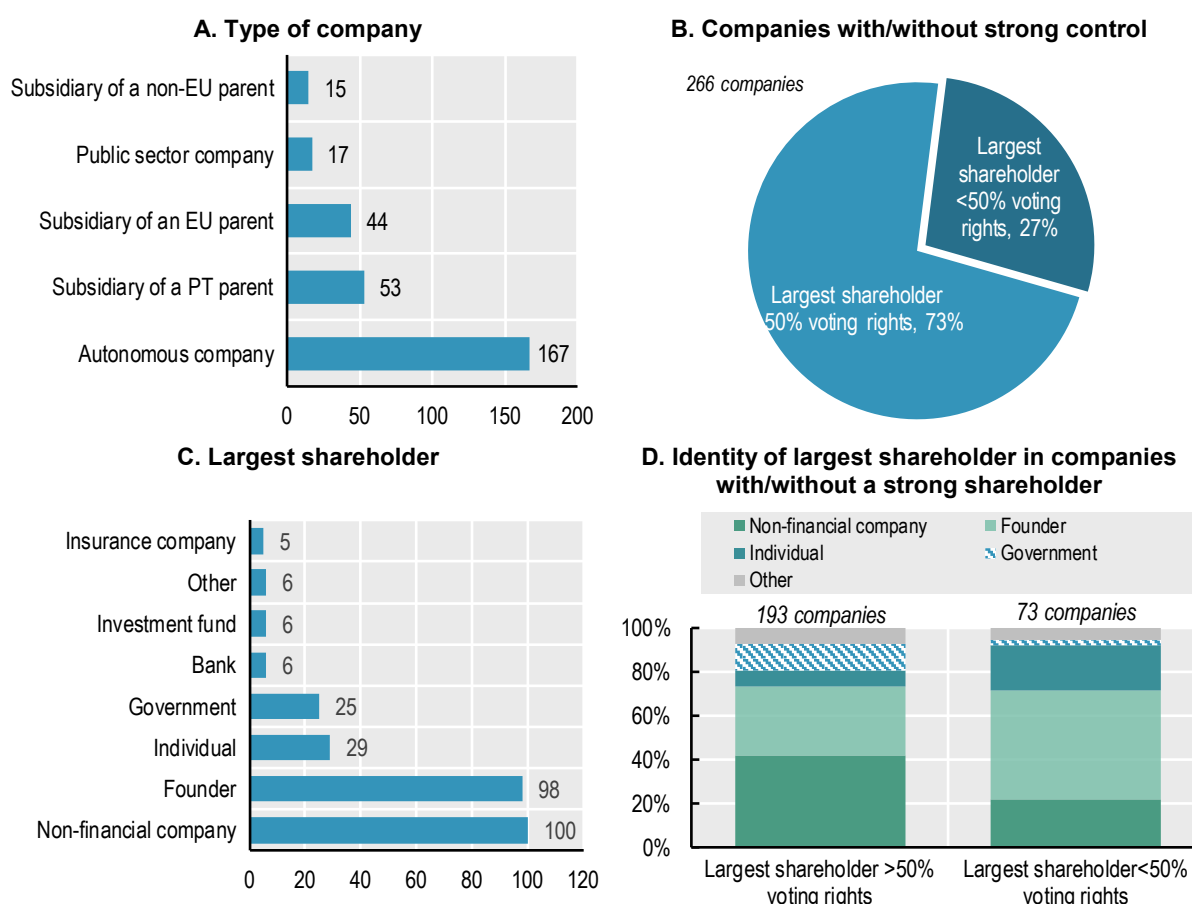 A. Type of company
Subsidiary of a non-EU parent
15
Public sector company
17
Subsidiary of an EU parent
44
Subsidiary of a PT parent
53
Autonomous company
167
0 50 100 150 200
B. Companies with/without strong control
266 companies
Largest
shareholder
<50% voting
rights, 27%
Largest shareholder
50% voting rights, 73%
C. Largest shareholder
Insurance company
5
Other
6
Investment fund
6
Bank
6
Government
25
Individual
29
Founder
98
Non-financial company
100
0 20 40 60 80 100 120
D. Identity of largest shareholder in companies
with/without a strong shareholder
Non-financial company
Founder
Individual
Government
Other
193 companies
73 companies
100%
80%
60%
40%
20%
0%
Largest shareholder >50%
voting rights
Largest shareholder<50%
voting rights